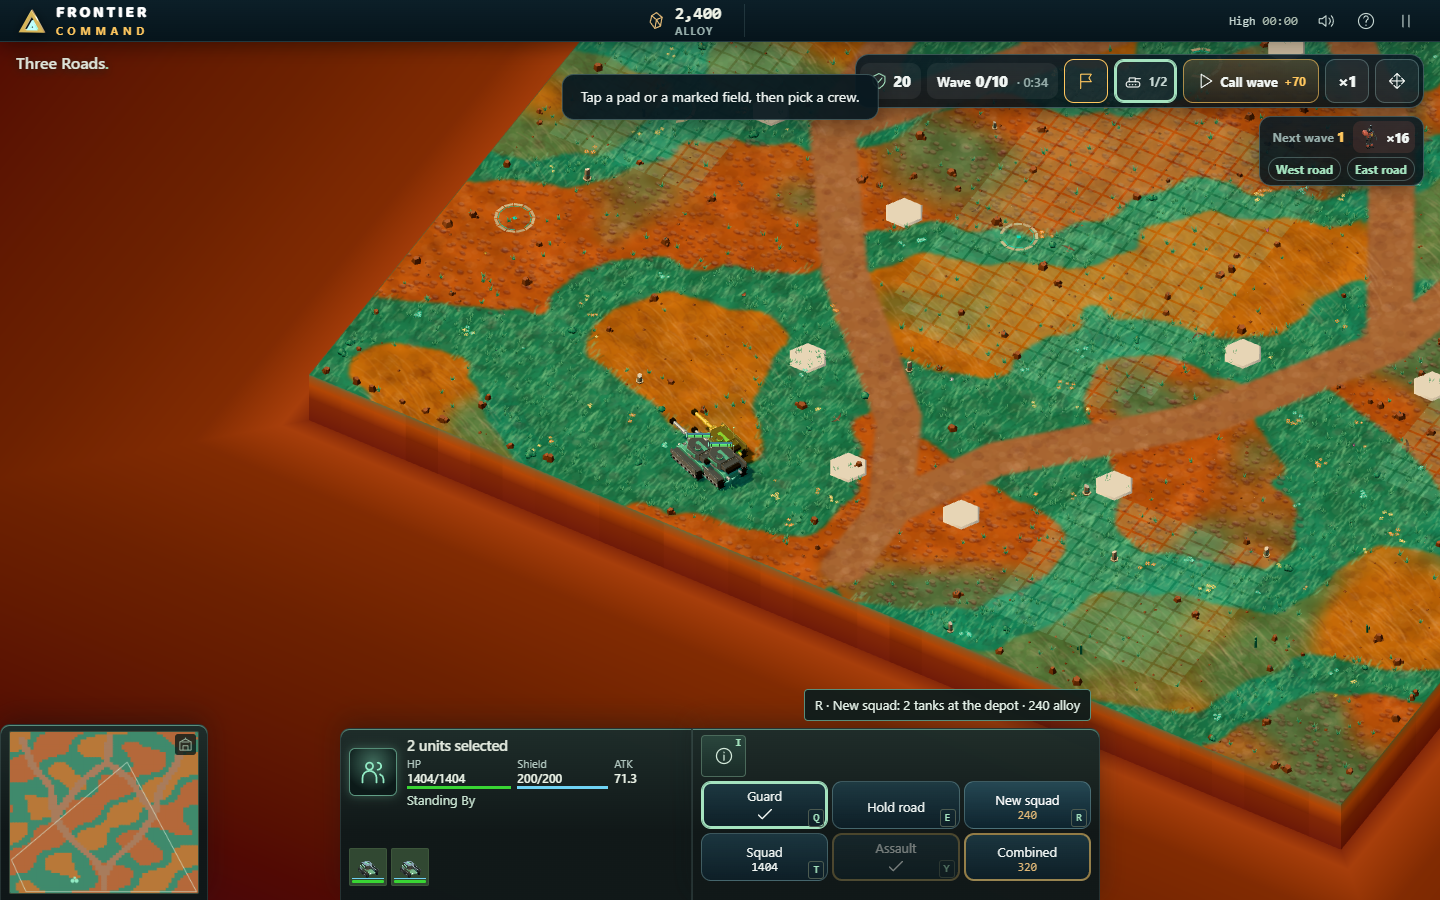 FRONTIER
COMMAND
2,400
ALLOY
High 00:00
Three Roads.
Tap a pad or a marked field, then pick a crew.
20
Wave 0/10 · 0:34
1/2
Call wave +70
×1
Next wave 1
×16
West road
East road
R · New squad: 2 tanks at the depot · 240 alloy
2 units selected
HP
1404/1404
Shield
200/200
ATK
71.3
Standing By
I
Guard
Q
Hold road
E
New squad
240
R
Squad
1404
T
Assault
Y
Combined
320